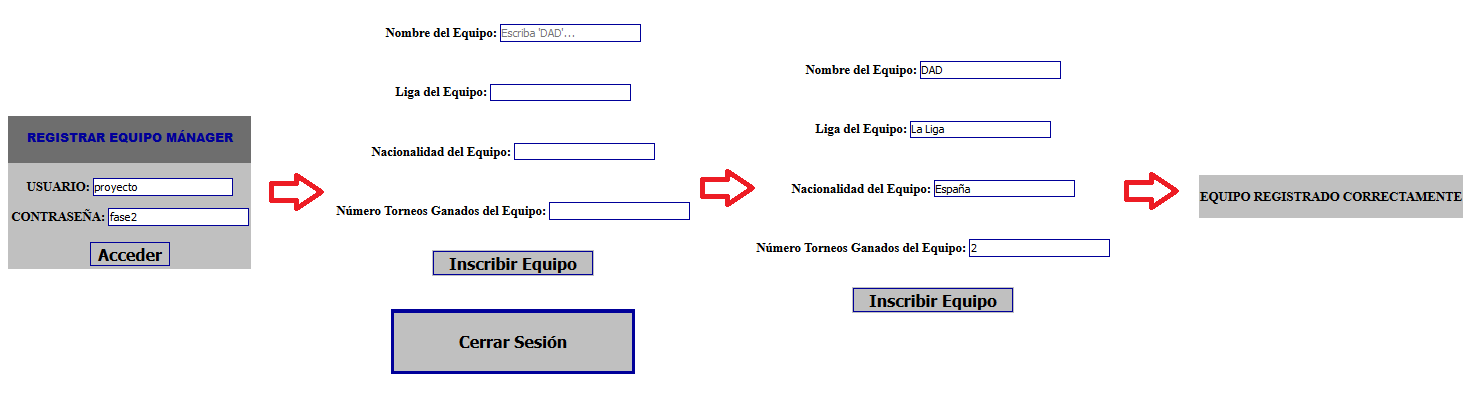 REGISTRAR EQUIPO MÁNAGER
USUARIO: proyecto
CONTRASEÑA: fase2
Acceder
Nombre del Equipo: Escriba 'DAD'...
Liga del Equipo:
Nacionalidad del Equipo:
Número Torneos Ganados del Equipo:
Inscribir Equipo
Cerrar Sesión
Nombre del Equipo: DAD
Liga del Equipo: La Liga
Nacionalidad del Equipo: España
Número Torneos Ganados del Equipo: 2
Inscribir Equipo
EQUIPO REGISTRADO CORRECTAMENTE